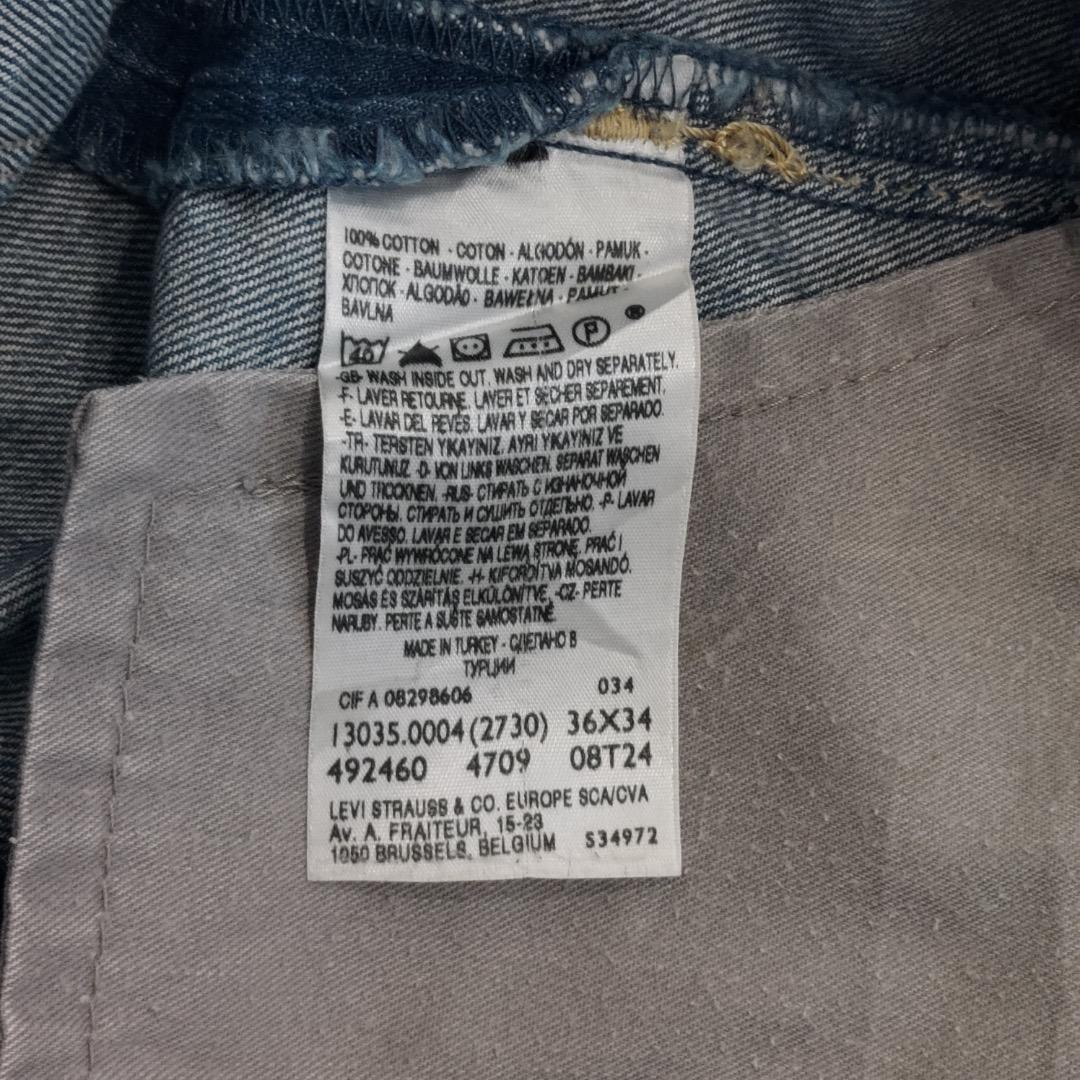 100% COTTON - COTON - ALGODÓN - PAMUK -
COTONE - BAUMWOLLE - KATOEN - BAMBAKI -
ХЛОПОК - ALGODÃO - BAWEŁNA - PAMUT -
BAVLNA
40 P ®
-GB- WASH INSIDE OUT. WASH AND DRY SEPARATELY.
-F- LAVER RETOURNE. LAYER ET SECHER SEPAREMENT.
-E- LAVAR DEL REVÉS. LAVAR Y SECAR POR SEPARADO.
-TR- TERSTEN YIKAYINIZ. AYRI YIKAYINIZ VE
KURUTUNUZ -D- VON LINKS WASCHEN. SEPARAT WASCHEN
UND TROCKNEN. -RUS- СТИРАТЬ С ИЗНАНОЧНОЙ
СТОРОНЫ. СТИРАТЬ И СУШИТЬ ОТДЕЛЬНО. -P- LAVAR
DO AVESSO. LAVAR E SECAR EM SEPARADO.
-PL- PRAĆ WYWRÓCONE NA LEWĄ STRONĘ. PRAĆ I
SUSZYĆ ODDZIELNIE. -H- KIFORDÍTVA MOSANDÓ.
MOSÁS ÉS SZÁRÍTÁS ELKÜLÖNÍTVE. -CZ- PERTE
NARUBY. PERTE A SUŠTE SAMOSTATNĚ.
MADE IN TURKEY - СДЕЛАНО В
ТУРЦИИ
CIF A 08298606 034
13035.0004 (2730) 36X34
492460 4709 08T24
LEVI STRAUSS & CO. EUROPE SCA/CVA
Av. A. FRAITEUR, 15-23
1050 BRUSSELS, BELGIUM S34972